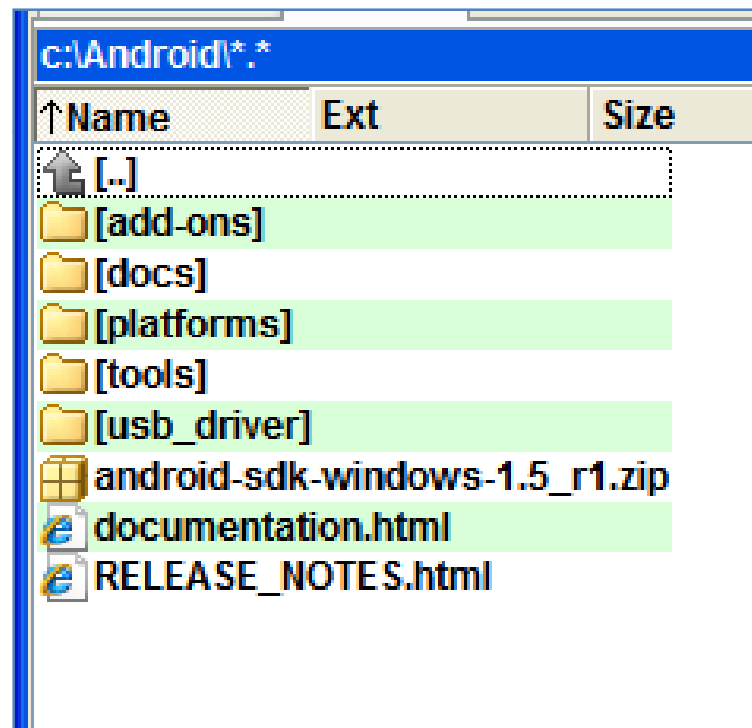 c:\Android\*.*
↑Name Ext Size
[..]
[add-ons]
[docs]
[platforms]
[tools]
[usb_driver]
android-sdk-windows-1.5_r1.zip
documentation.html
RELEASE_NOTES.html